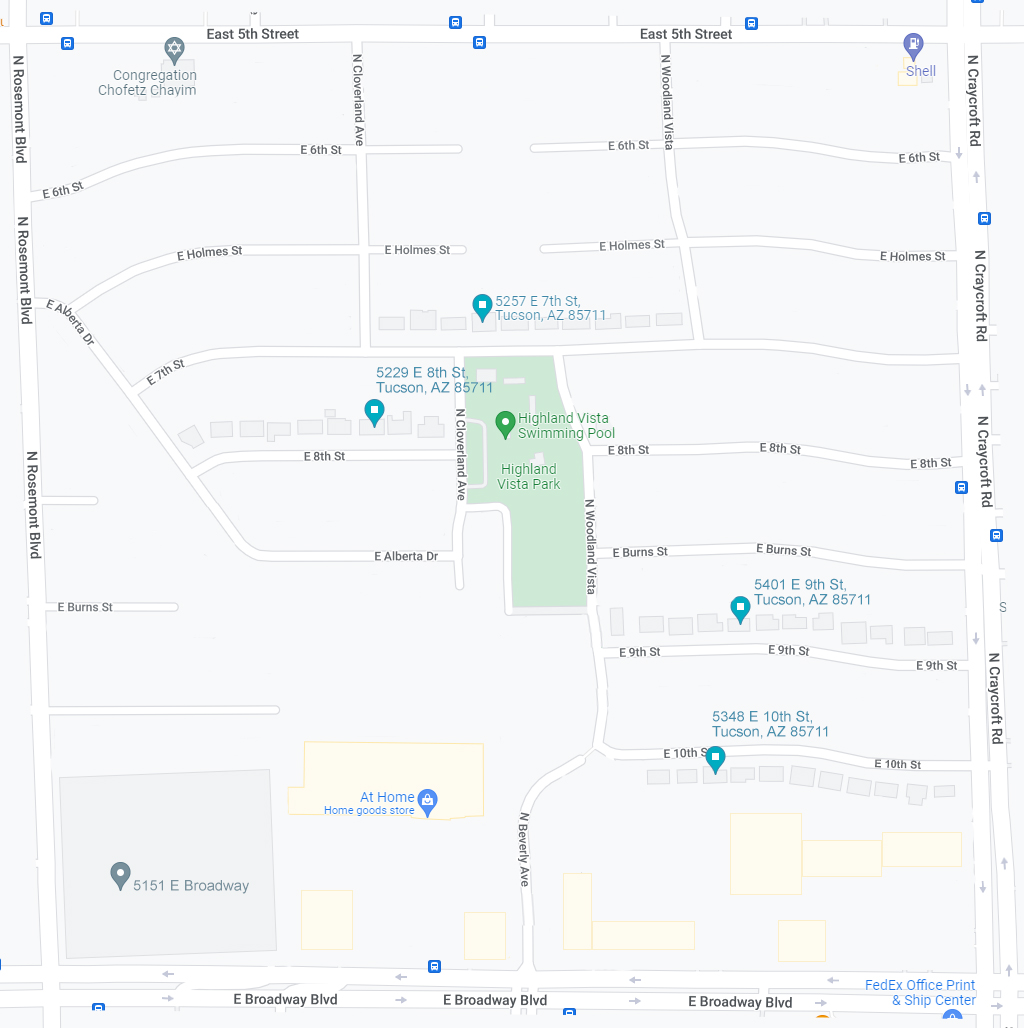 East 5th Street
East 5th Street
Congregation
Chofetz Chayim
Shell
N Rosemont Blvd
N Cloverland Ave
N Woodland Vista
N Craycroft Rd
E 6th St
E 6th St
E 6th St
E 6th St
N Rosemont Blvd
E Holmes St
E Holmes St
E Holmes St
E Holmes St
N Craycroft Rd
E Alberta Dr
5257 E 7th St,
Tucson, AZ 85711
E 7th St
5229 E 8th St,
Tucson, AZ 85711
N Cloverland Ave
Highland Vista
Swimming Pool
Highland
Vista Park
E 8th St
E 8th St
E 8th St
E 8th St
N Craycroft Rd
N Rosemont Blvd
N Woodland Vista
E Alberta Dr
E Burns St
E Burns St
E Burns St
5401 E 9th St,
Tucson, AZ 85711
S
E 9th St
E 9th St
E 9th St
N Craycroft Rd
5348 E 10th St,
Tucson, AZ 85711
E 10th St
E 10th St
At Home
Home goods store
N Beverly Ave
5151 E Broadway
FedEx Office Print
& Ship Center
E Broadway Blvd
E Broadway Blvd
E Broadway Blvd